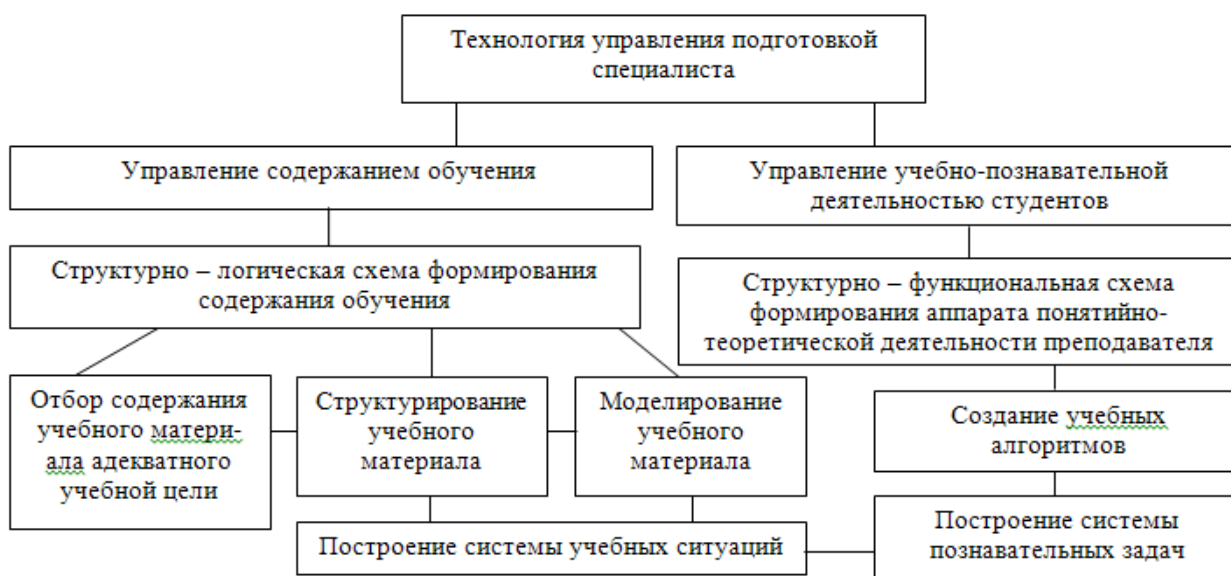 Технология управления подготовкой
специалиста
Управление содержанием обучения
Управление учебно-познавательной
деятельностью студентов
Структурно – логическая схема формирования
содержания обучения
Структурно – функциональная схема
формирования аппарата понятийно-
теоретической деятельности преподавателя
Отбор содержания
учебного матери-
ала адекватного
учебной цели
Структурирование
учебного
материала
Моделирование
учебного
материала
Создание учебных
алгоритмов
Построение системы учебных ситуаций
Построение системы
познавательных задач